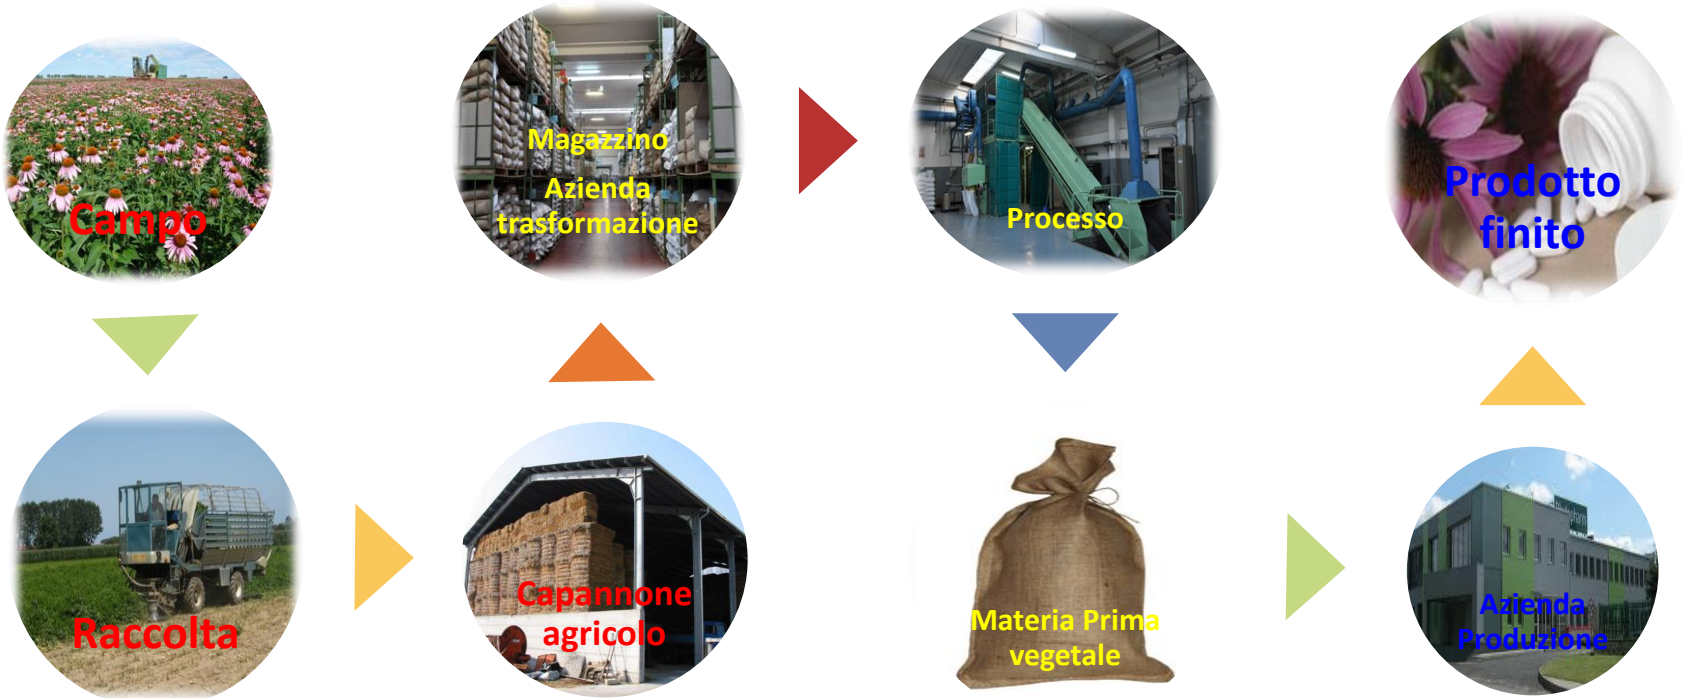 Campo
Raccolta
Capannone
agricolo
Magazzino
Azienda
trasformazione
Processo
Materia Prima
vegetale
Azienda
Produzione
Prodotto
finito